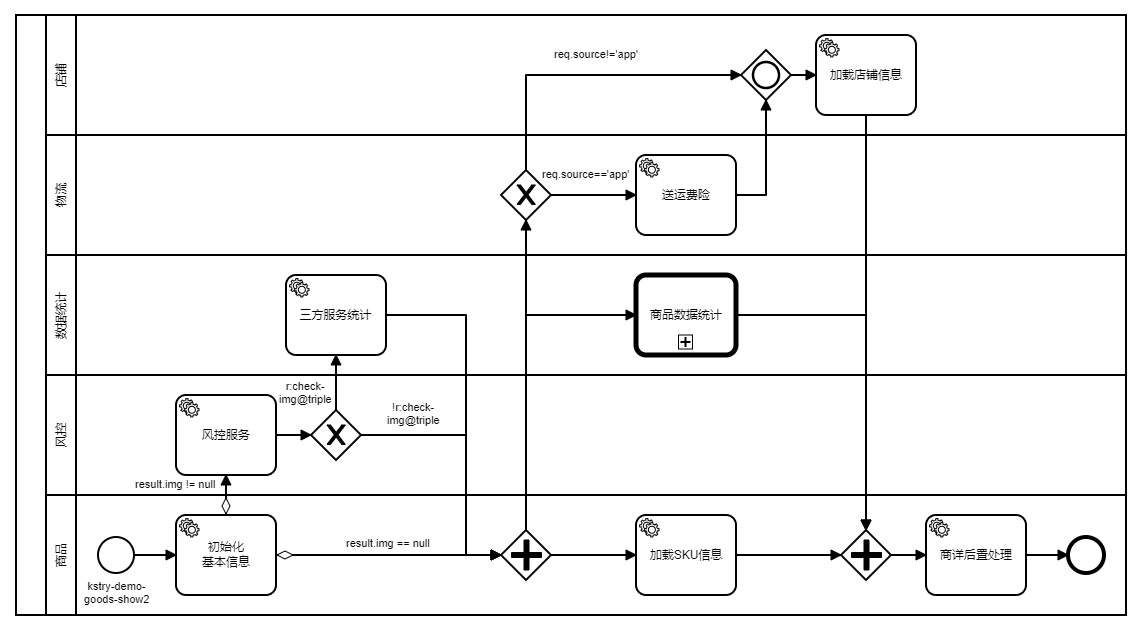 店铺
req.source!='app'
加载店铺信息
物流
req.source=='app'
送运费险
数据统计
三方服务统计
商品数据统计
风控
r:check-
img@triple
!r:check-
img@triple
风控服务
result.img != null
商品
kstry-demo-
goods-show2
初始化
基本信息
result.img == null
加载SKU信息
商详后置处理